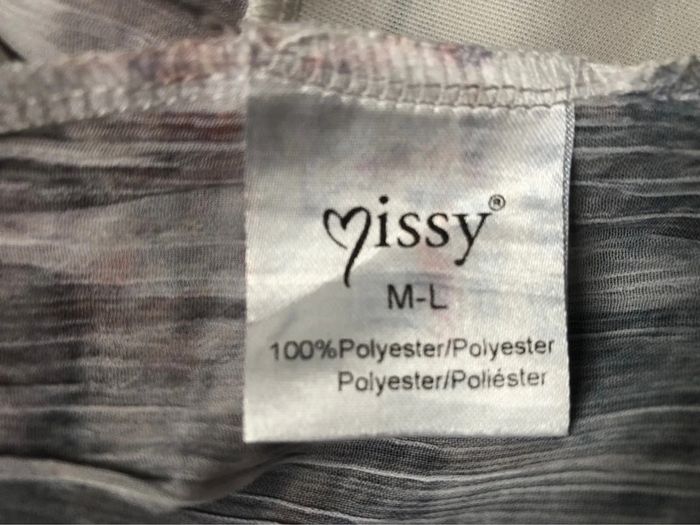 Missy®
M-L
100%Polyester/Polyester
Polyester/Poliéster